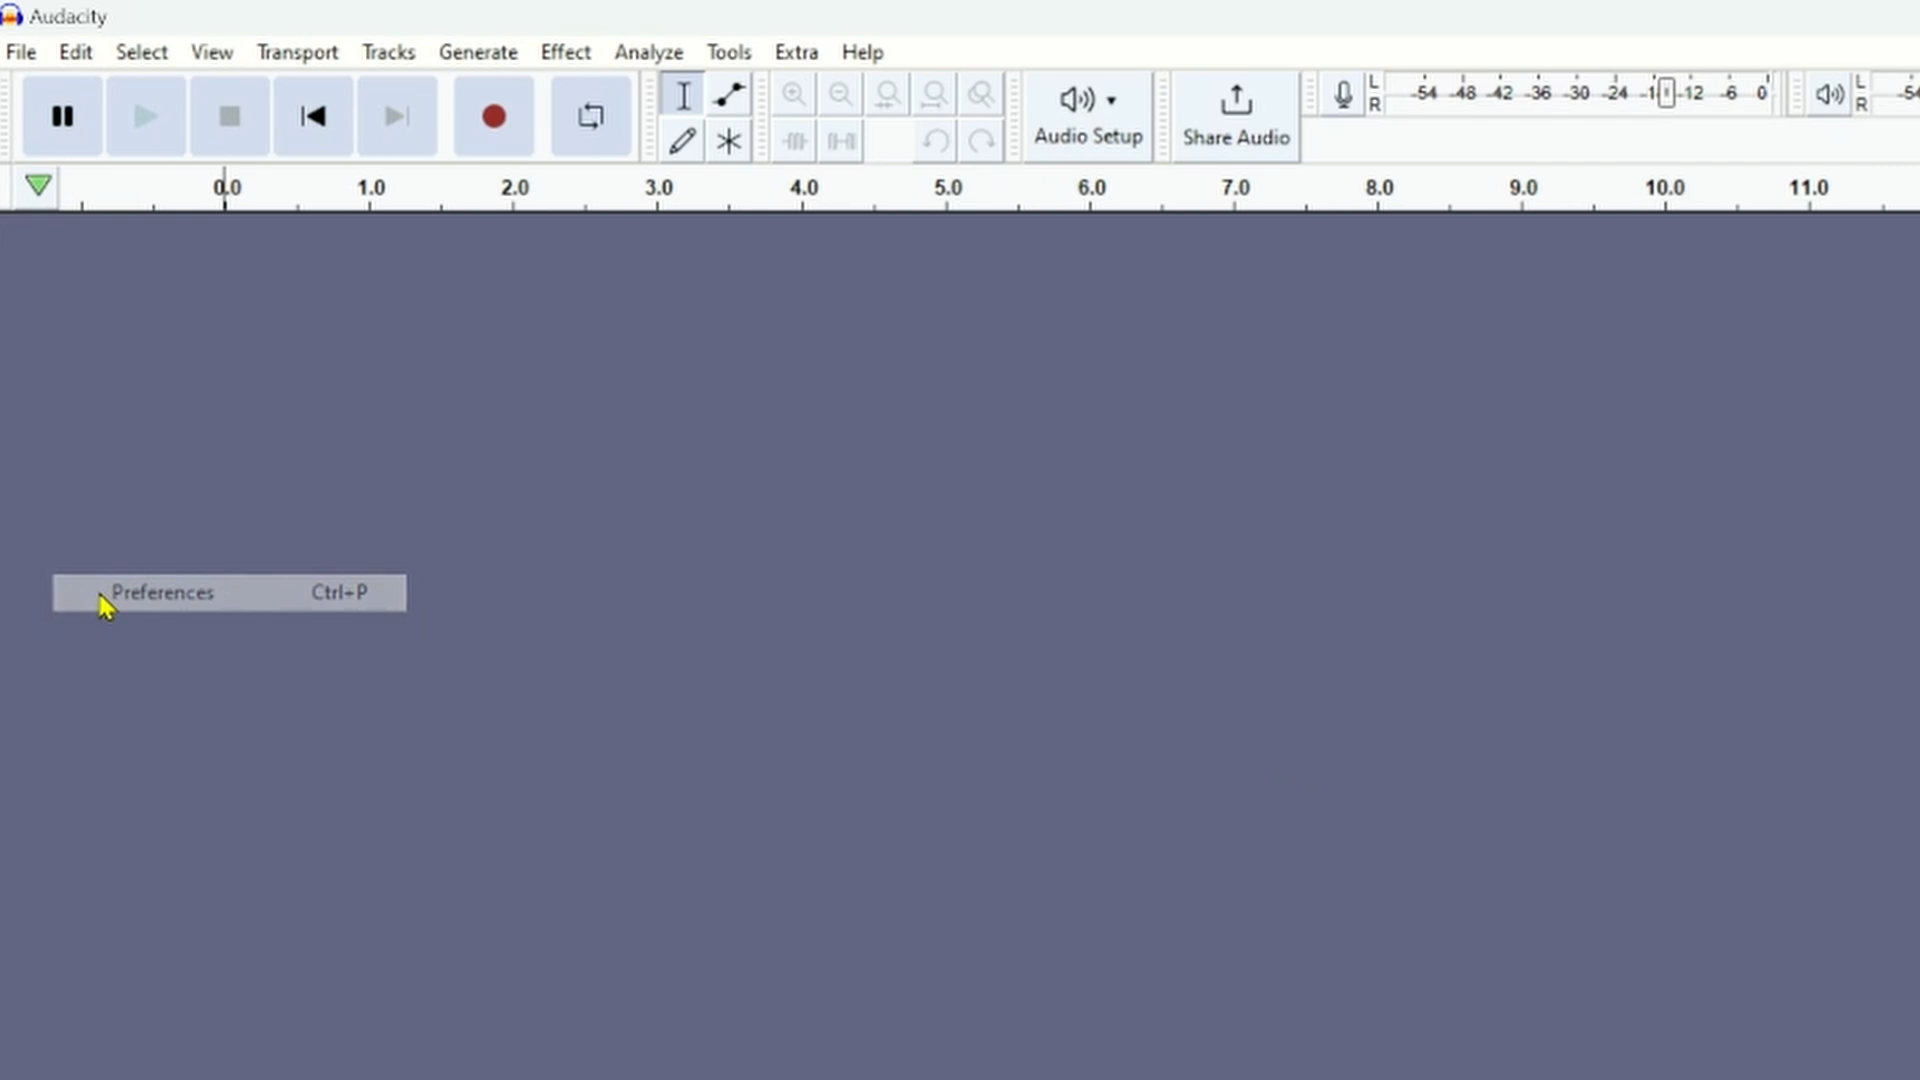 Audacity
File Edit Select View Transport Tracks Generate Effect Analyze Tools Extra Help
L
R
-54 -48 -42 -36 -30 -24 -1 -12 -6 0
L
R
-54
Audio Setup
Share Audio
0.0 1.0 2.0 3.0 4.0 5.0 6.0 7.0 8.0 9.0 10.0 11.0
Preferences Ctrl+P